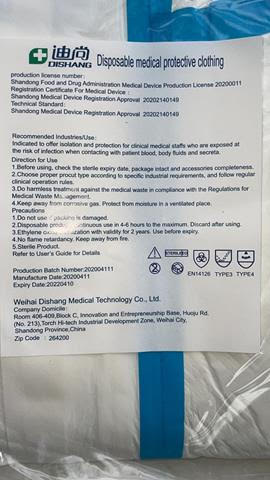 迪尚
DISHANG
Disposable medical protective clothing
production license number:
Shandong Food and Drug Administration Medical Device Production License 20200011
Registration Certificate For Medical Device :
Shandong Medical Device Registration Approval 20202140149
Technical Standard:
Shandong Medical Device Registration Approval 20202140149
Recommended Industries/Use:
Indicated to offer isolation and protection for clinical medical staffs who are exposed at
the risk of infection when contacting with patient blood, body fluids and secreta.
Direction for Use
1.Before using, check the sterile expiry date, package intact and accessories completeness.
2.Choose proper procut type according to specific industrial requirements, and follow regular
clinical operation rules.
3.Do harmless treatment against the medical waste in compliance with the Regulations for
Medical Waste
4.Keep away from corrosive gas. Protect from moisture in a ventilated place.
Precautions
1.Do not use is damaged.
2.Disposable use in 4-6 hours to the maximum. Discard after using.
3.Ethylene with validity for 2 years. Use before expiry.
4.No flame retardancy. Keep away from fire.
5.Sterile Product.
Refer to User's Guide for Details
Production Batch Number:202004111
Manufacture Date:20200411
Expiry Date:20220410
STERILE EO
EN14126 TYPE3 TYPE4
Weihai Dishang Medical Technology Co., Ltd.
Company Domicile:
Room 406-409,Block C, Innovation and Entrepreneurship Base, Huoju Rd.
(No. 213),Torch Hi-tech Industrial Development Zone, Weihai City,
Shandong Province,China
Zip Code : 264200